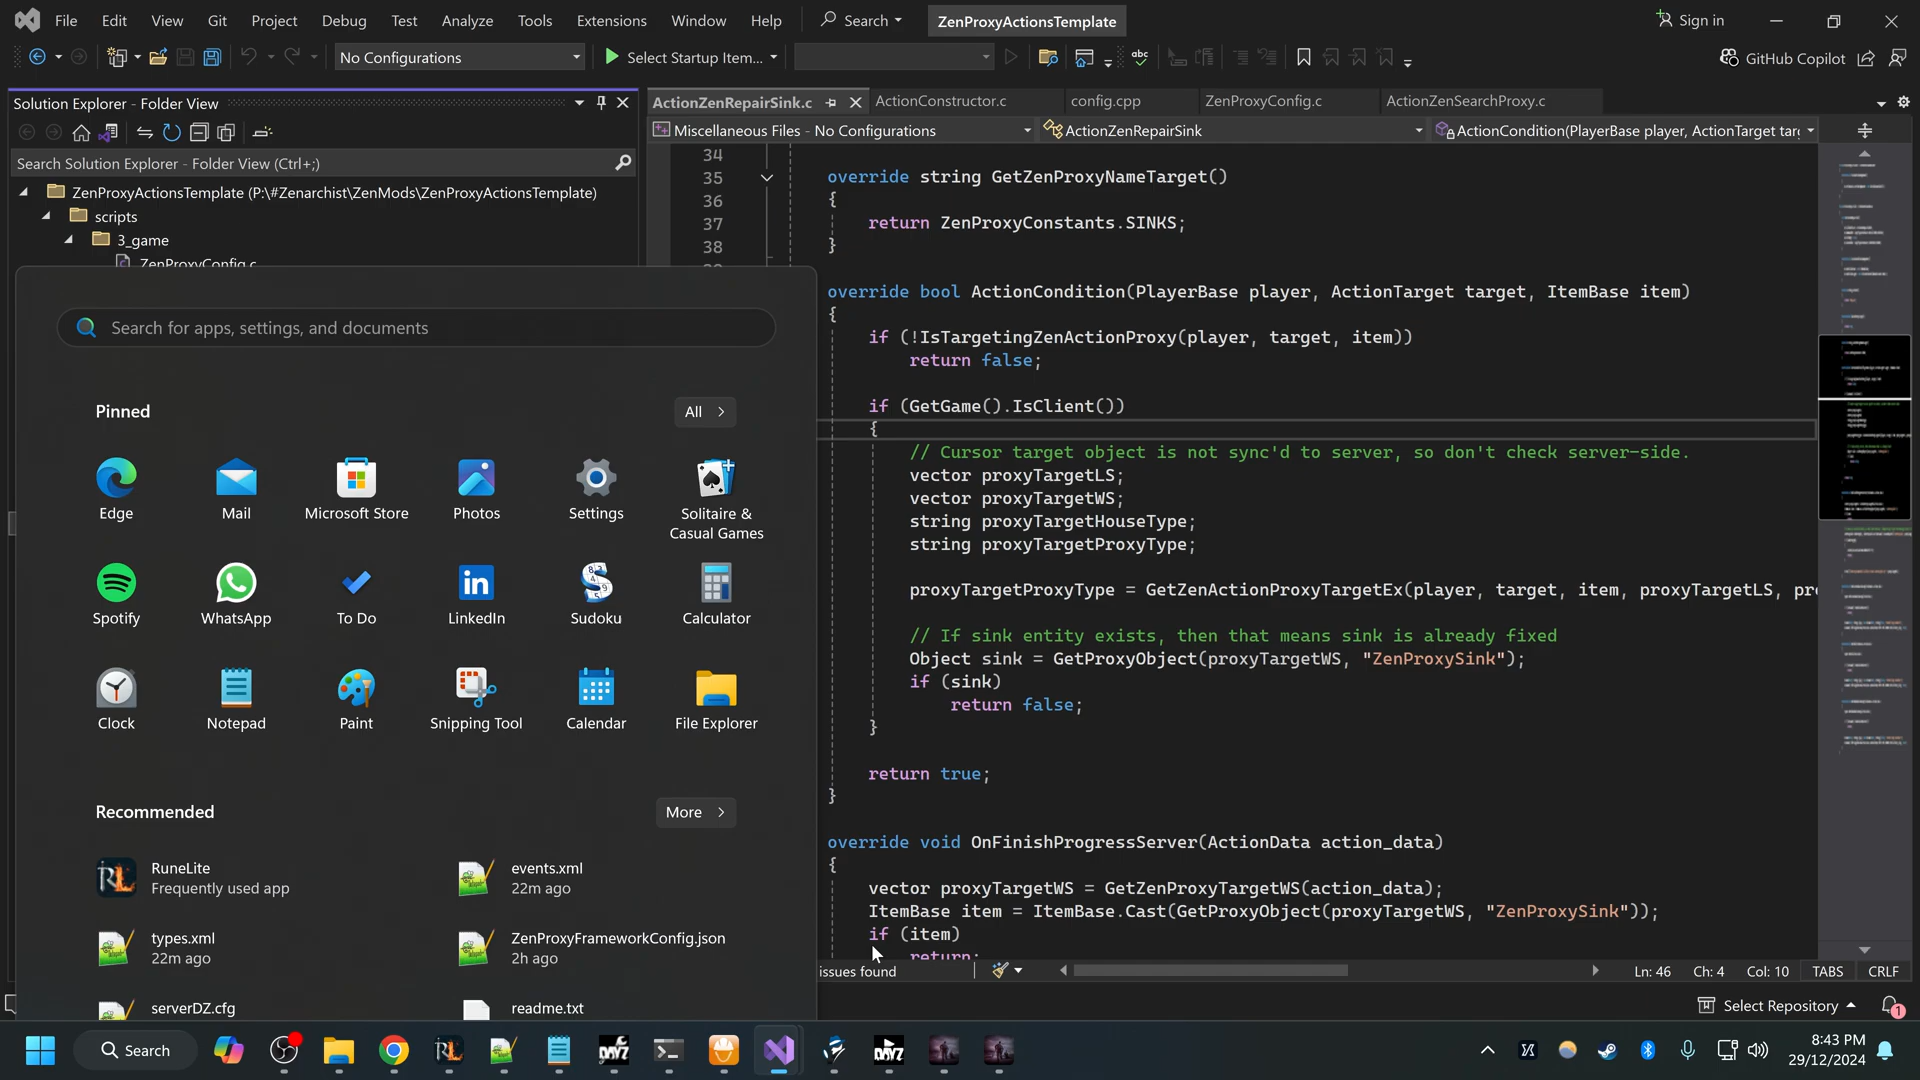 File Edit View Git Project Debug Test Analyze Tools Extensions Window Help Search ZenProxyActionsTemplate Sign in
No Configurations Select Startup Item... abc GitHub Copilot
Solution Explorer - Folder View
Search Solution Explorer - Folder View (Ctrl+;)
ZenProxyActionsTemplate (P:\#Zenarchist\ZenMods\ZenProxyActionsTemplate)
scripts
3_game
ZenProxyConfig.c
ActionZenRepairSink.c ActionConstructor.c config.cpp ZenProxyConfig.c ActionZenSearchProxy.c
Miscellaneous Files - No Configurations ActionZenRepairSink ActionCondition(PlayerBase player, ActionTarget tar
34
35 override string GetZenProxyNameTarget()
36 {
37 return ZenProxyConstants.SINKS;
38 }
override bool ActionCondition(PlayerBase player, ActionTarget target, ItemBase item)
{
if (!IsTargetingZenActionProxy(player, target, item))
return false;
if (GetGame().IsClient())
{
// Cursor target object is not sync'd to server, so don't check server-side.
vector proxyTargetLS;
vector proxyTargetWS;
string proxyTargetHouseType;
string proxyTargetProxyType;
proxyTargetProxyType = GetZenActionProxyTargetEx(player, target, item, proxyTargetLS, pr
// If sink entity exists, then that means sink is already fixed
Object sink = GetProxyObject(proxyTargetWS, "ZenProxySink");
if (sink)
return false;
}
return true;
}
override void OnFinishProgressServer(ActionData action_data)
{
vector proxyTargetWS = GetZenProxyTargetWS(action_data);
ItemBase item = ItemBase.Cast(GetProxyObject(proxyTargetWS, "ZenProxySink"));
if (item)
return;
issues found Ln: 46 Ch: 4 Col: 10 TABS CRLF
Select Repository 1
Search for apps, settings, and documents
Pinned All
Edge Mail Microsoft Store Photos Settings Solitaire &
Casual Games
Spotify WhatsApp To Do LinkedIn Sudoku Calculator
Clock Notepad Paint Snipping Tool Calendar File Explorer
Recommended More
RuneLite
Frequently used app
events.xml
22m ago
types.xml
22m ago
ZenProxyFrameworkConfig.json
2h ago
serverDZ.cfg
readme.txt
Search
8:43 PM
29/12/2024